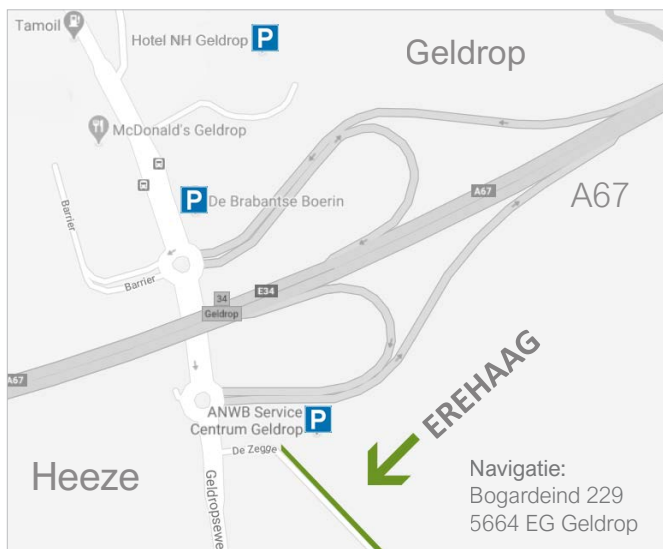 Tamoil
Hotel NH Geldrop P
Geldrop
McDonald's Geldrop
A67
A67
P De Brabantse Boerin
Barrier
Barrier
E34
34
Geldrop
A67
EREHAAG
ANWB Service
Centrum Geldrop P
De Zegge
Heeze
Geldropsewe
Navigatie:
Bogardeind 229
5664 EG Geldrop